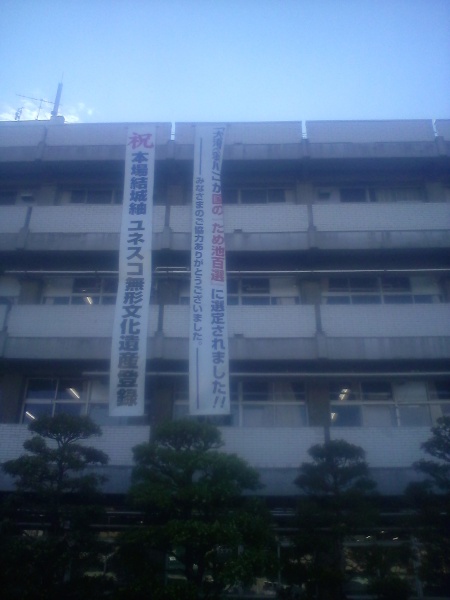 祝 本場結城紬 ユネスコ無形文化遺産登録
が国の「ため池百選」に選定されました!!
みなさまのご協力ありがとうございました。